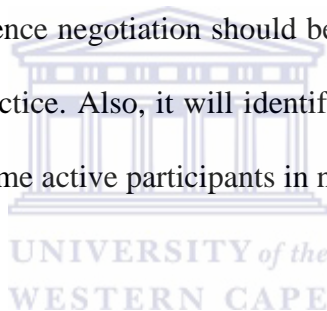 ence negotiation should be
ctice. Also, it will identif
me active participants in
UNIVERSITY of the
WESTERN CAPE